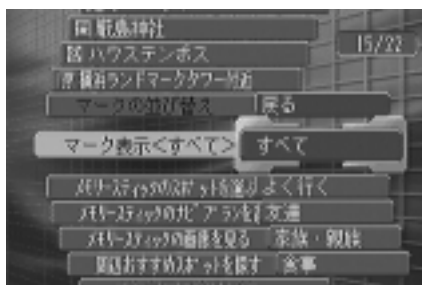 厳島神社
15/22
ハウステンボス
横浜ランドマークタワー付近
マークの並び替え
戻る
マーク表示<すべて>
すべて
メモリースティックのスポットを選ぶ
よく行く
メモリースティックのナビプランを
友達
メモリースティックの画像を見る
家族・親族
周辺おすすめスポットを探す
食事